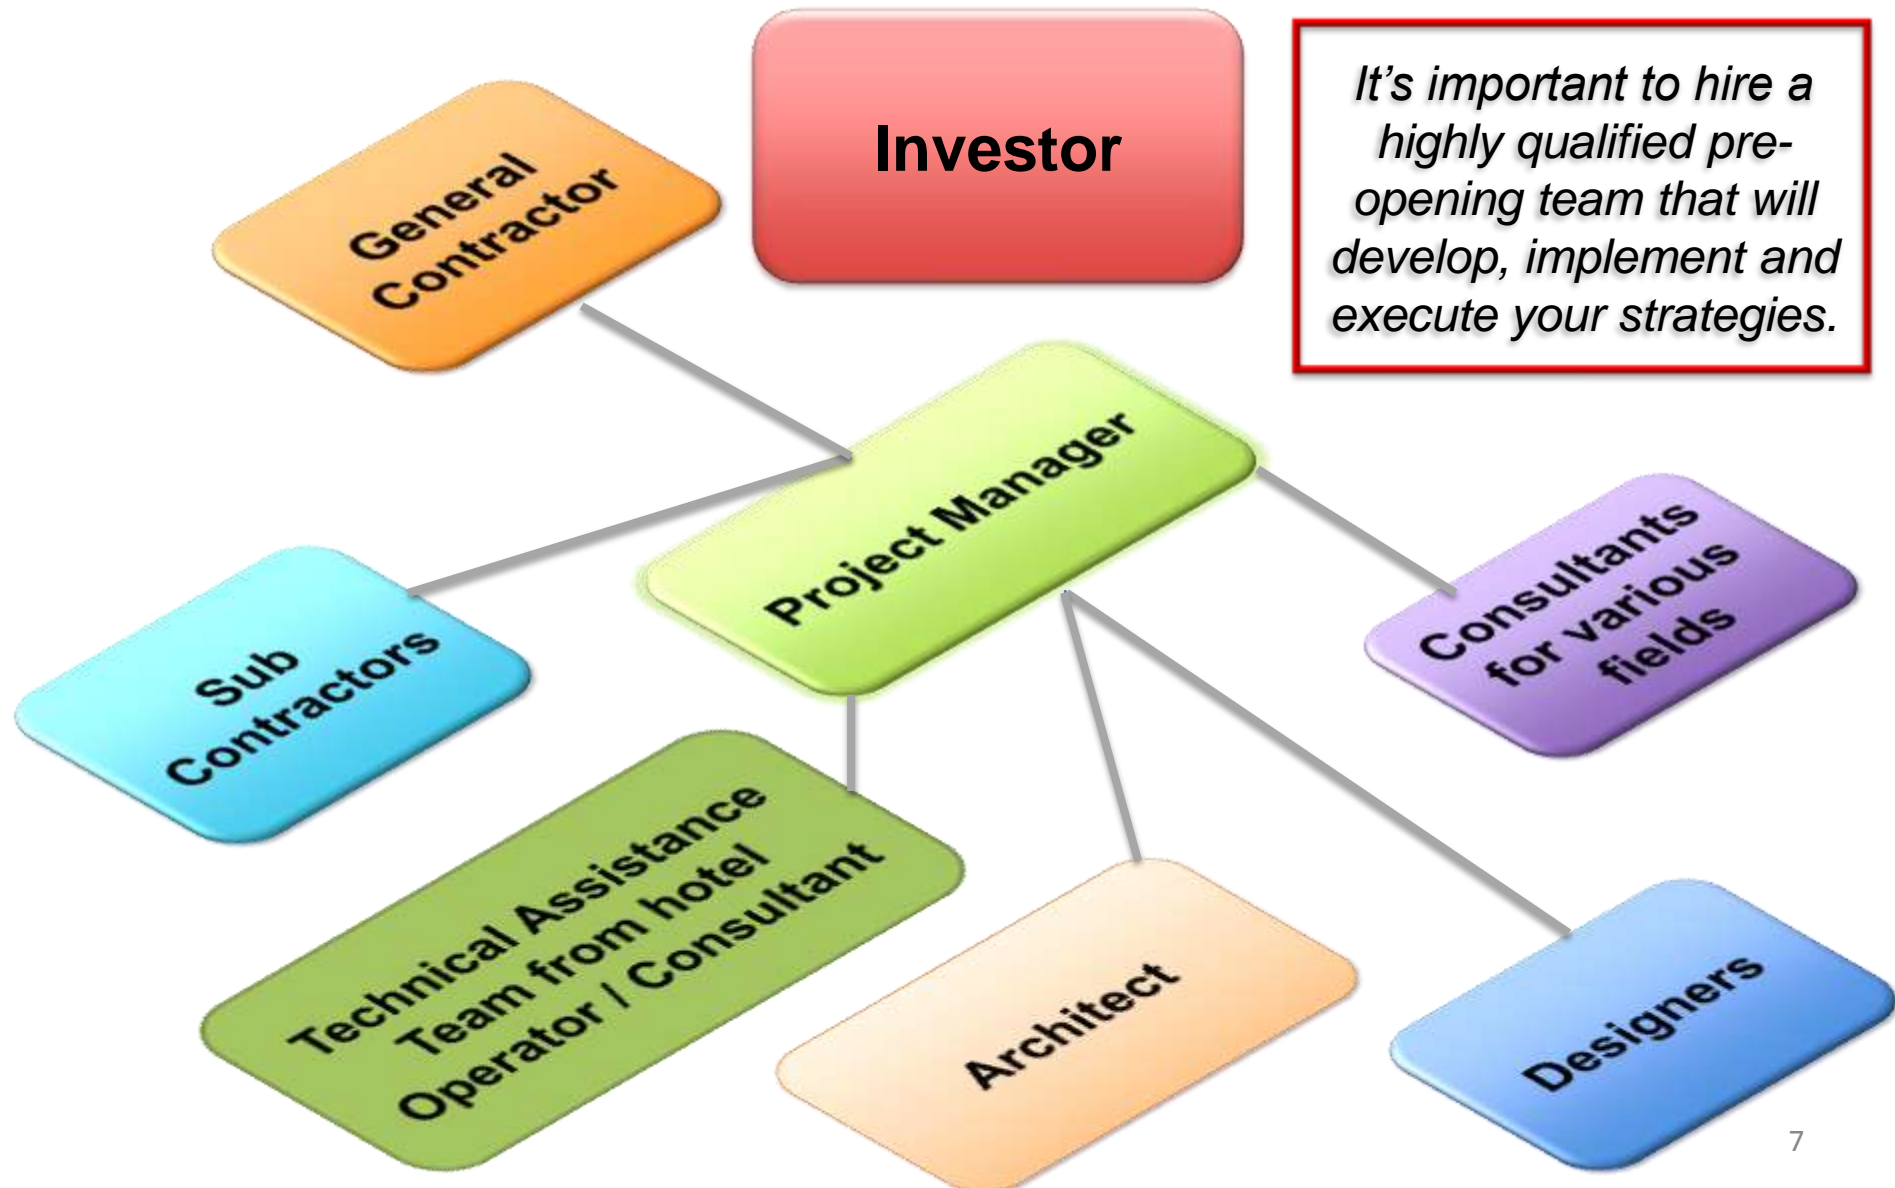 Investor
It's important to hire a
highly qualified pre-
opening team that will
develop, implement and
execute your strategies.
General
Contractor
Project Manager
Consultants
for various
fields
Sub
Contractors
Technical Assistance
Team from hotel
Operator / Consultant
Architect
Designers
7